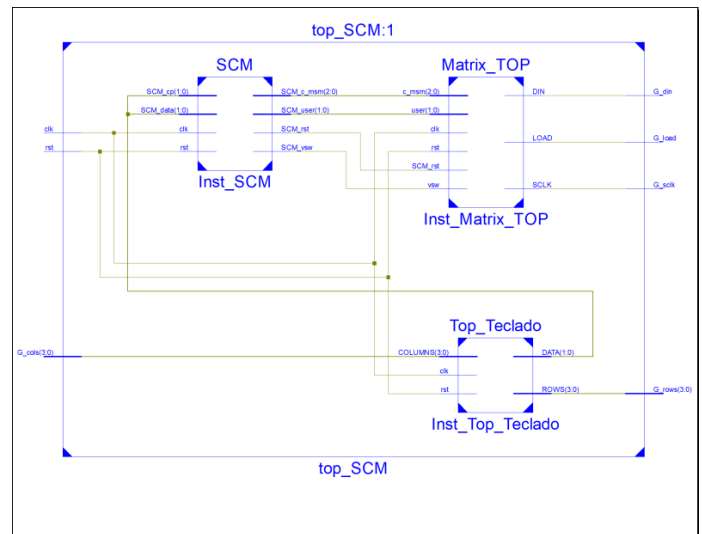 top_SCM:1
SCM
Matrix_TOP
SCM_cp(1:0) SCM_c_msm(2:0) c_msm(2:0) DIN G_din
SCM_data(1:0) SCM_user(1:0) user(1:0)
clk clk SCM_rst clk LOAD G_load
rst rst SCM_vsw rst
SCM_rst
vsw SCLK G_sclk
Inst_SCM
Inst_Matrix_TOP
Top_Teclado
G_cols(3:0) COLUMNS(3:0) DATA(1:0)
clk
rst ROWS(3:0) G_rows(3:0)
Inst_Top_Teclado
top_SCM